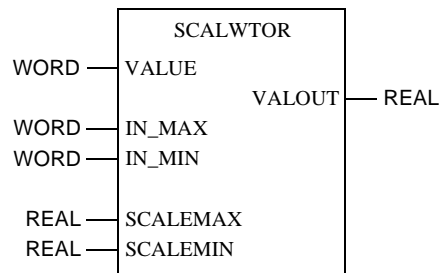 SCALWTOR
WORD VALUE
VALOUT REAL
WORD IN_MAX
WORD IN_MIN
REAL SCALEMAX
REAL SCALEMIN